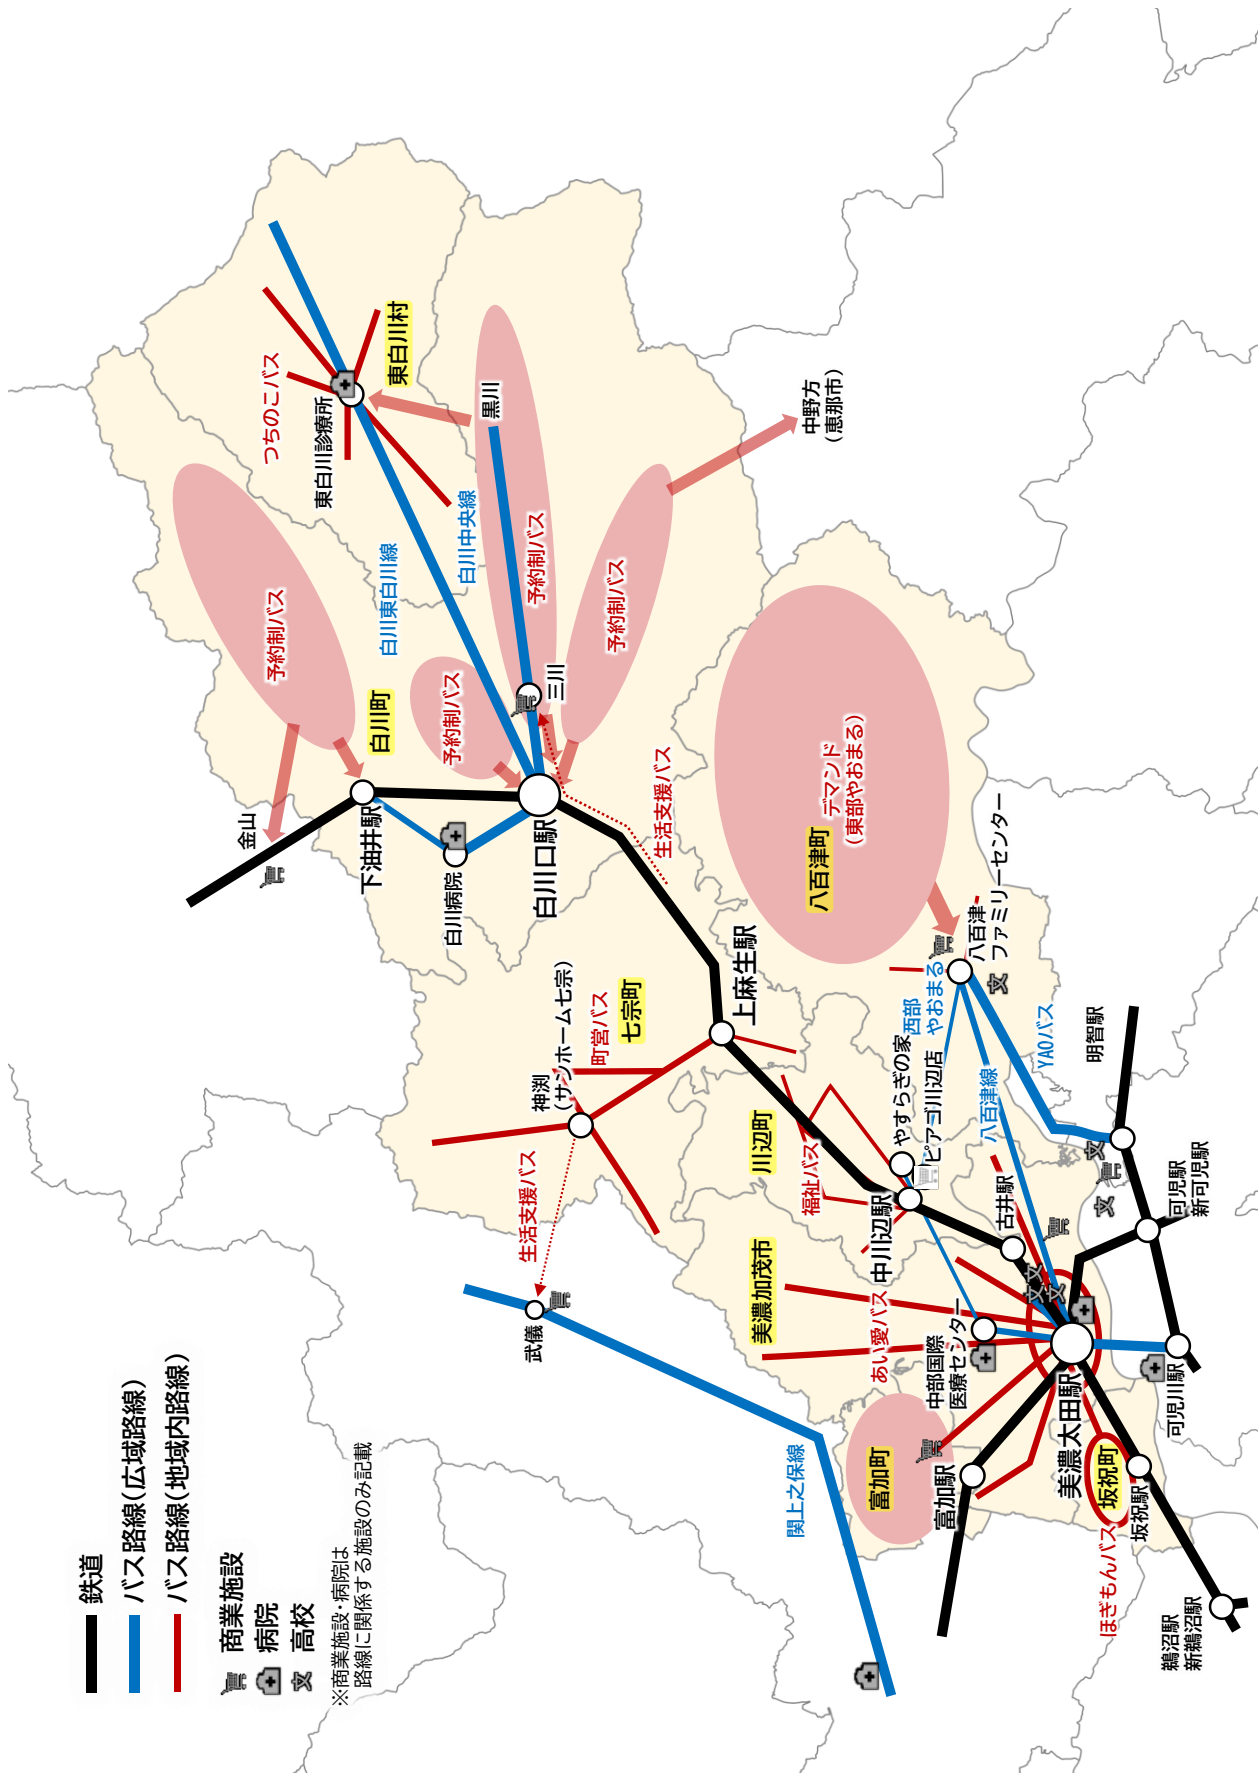 鉄道
バス路線(広域路線)
バス路線(地域内路線)
商業施設
病院
高校
※商業施設・病院は
路線に関係する施設のみ記載
つちのこバス
東白川診療所
東白川村
黒川
白川東白川線
白川中央線
予約制バス
予約制バス
予約制バス
予約制バス
中野方
(恵那市)
白川町
三川
金山
下油井駅
白川病院
白川口駅
生活支援バス
デマンド
(東部やおまる)
八百津町
八百津
ファミリーセンター
上麻生駅
七宗町
町営バス
神渕
(サンホーム七宗)
生活支援バス
武儀
西部
やおまる
やすらぎの家
ピアゴ川辺店
川辺町
福祉バス
中川辺駅
八百津線
YAOバス
明智駅
古井駅
可児駅
新可児駅
美濃加茂市
あい愛バス
中部国際
医療センター
美濃太田駅
可児川駅
富加町
富加駅
坂祝町
坂祝駅
ほぎもんバス
関上之保線
鵜沼駅
新鵜沼駅
文
文
文
文
文
文